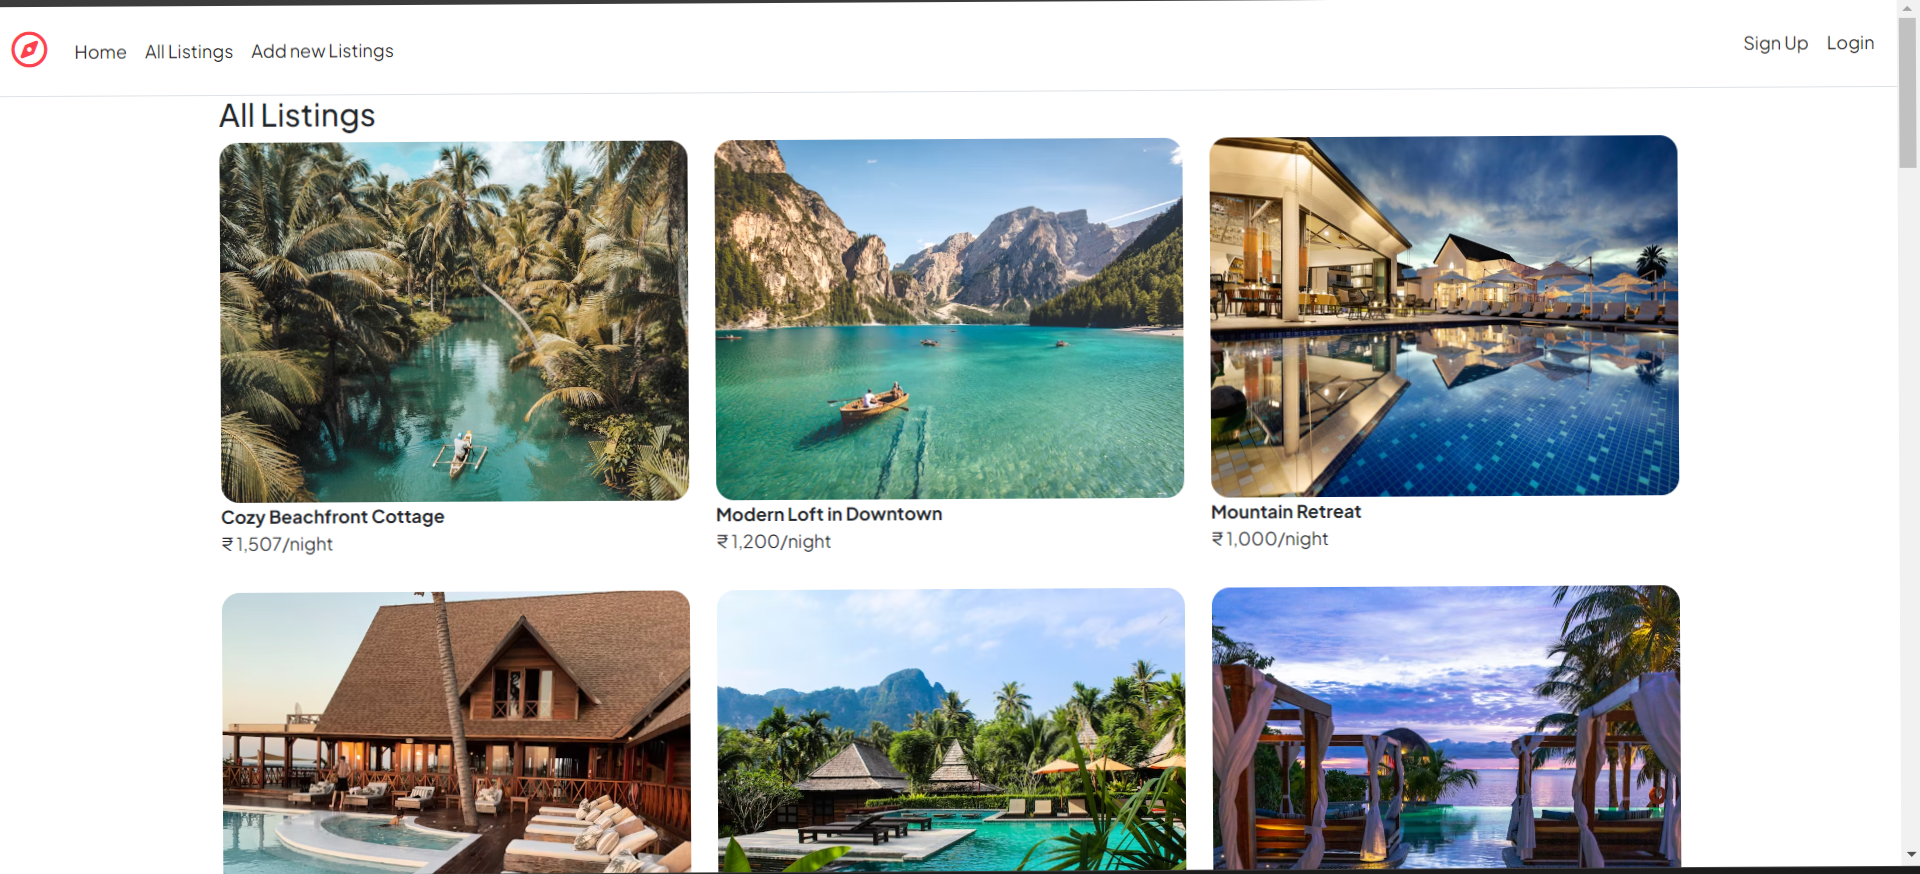 Home All Listings Add new Listings Sign Up Login
All Listings
Cozy Beachfront Cottage
₹1,507/night
Modern Loft in Downtown
₹1,200/night
Mountain Retreat
₹1,000/night